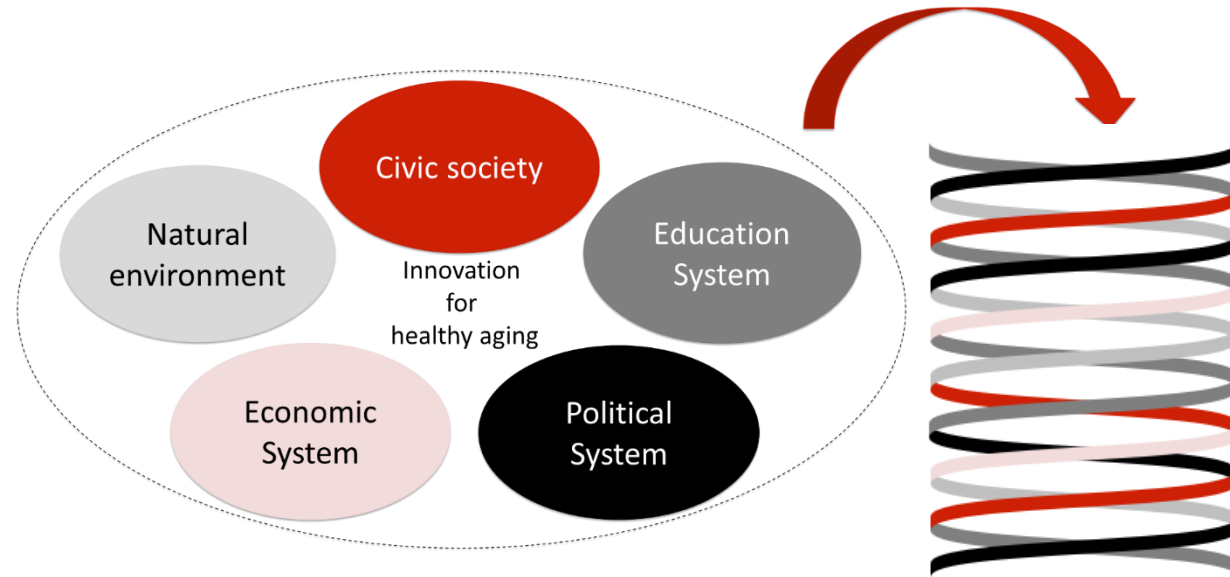 Civic society
Natural
environment
Education
System
Innovation
for
healthy aging
Economic
System
Political
System